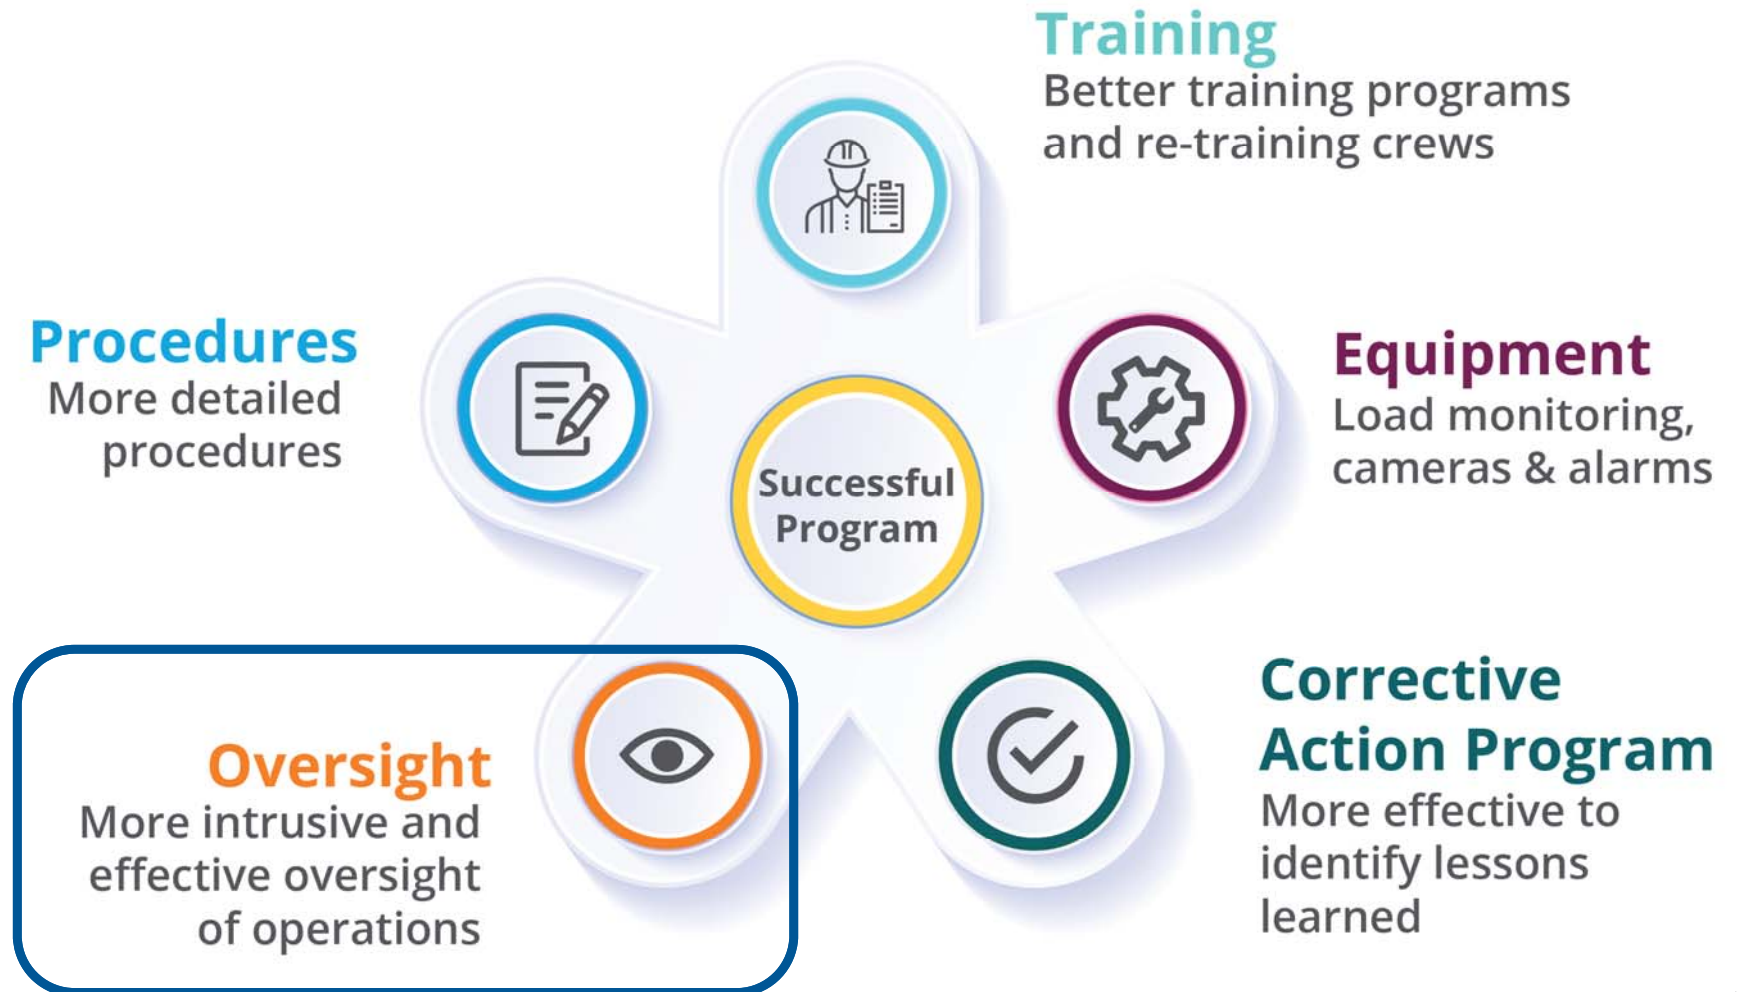 Training
Better training programs
and re-training crews
Procedures
More detailed
procedures
Equipment
Load monitoring,
cameras & alarms
Successful
Program
Oversight
More intrusive and
effective oversight
of operations
Corrective
Action Program
More effective to
identify lessons
learned